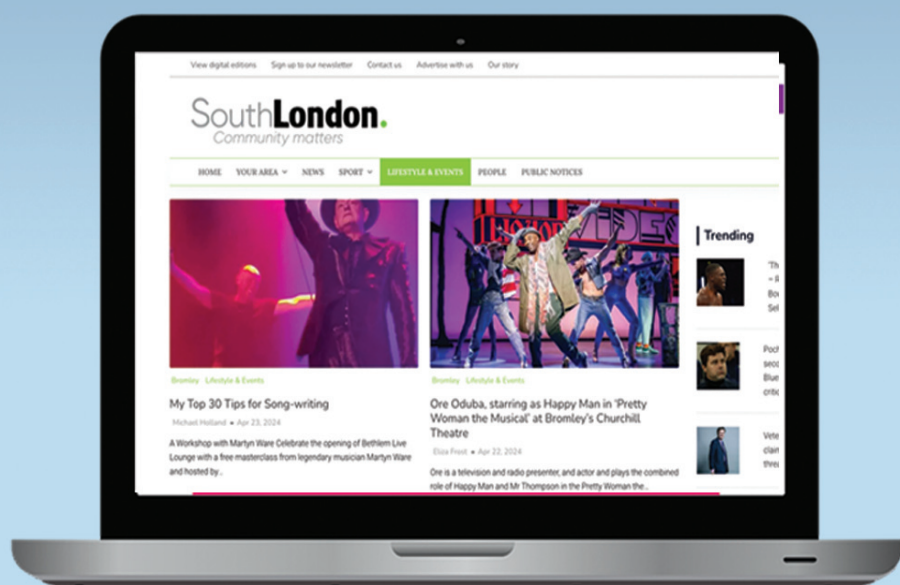 View digital editions Sign up to our newsletter Contact us Advertise with us Our story
SouthLondon.
Community matters
HOME YOUR AREA NEWS SPORT LIFESTYLE & EVENTS PEOPLE PUBLIC NOTICES
LIQUOR VIDEO
Bromley Lifestyle & Events
My Top 30 Tips for Song-writing
Michael Holland • Apr 23, 2024
A Workshop with Martyn Ware Celebrate the opening of Bethlem Live
Lounge with a free masterclass from legendary musician Martyn Ware
and hosted by..
Bromley Lifestyle & Events
Ore Oduba, starring as Happy Man in ‘Pretty
Woman the Musical’ at Bromley’s Churchill
Theatre
Eliza Frost • Apr 22, 2024
Ore is a television and radio presenter, and actor and plays the combined
role of Happy Man and Mr Thompson in the Pretty Woman the..
Trending